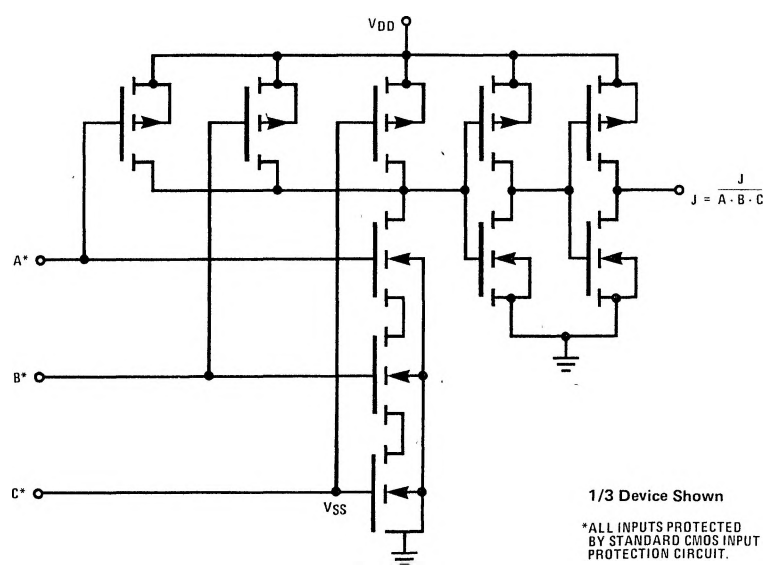 VDD
J
J = A · B · C
A*
B*
C*
VSS
1/3 Device Shown
*ALL INPUTS PROTECTED
BY STANDARD CMOS INPUT
PROTECTION CIRCUIT.